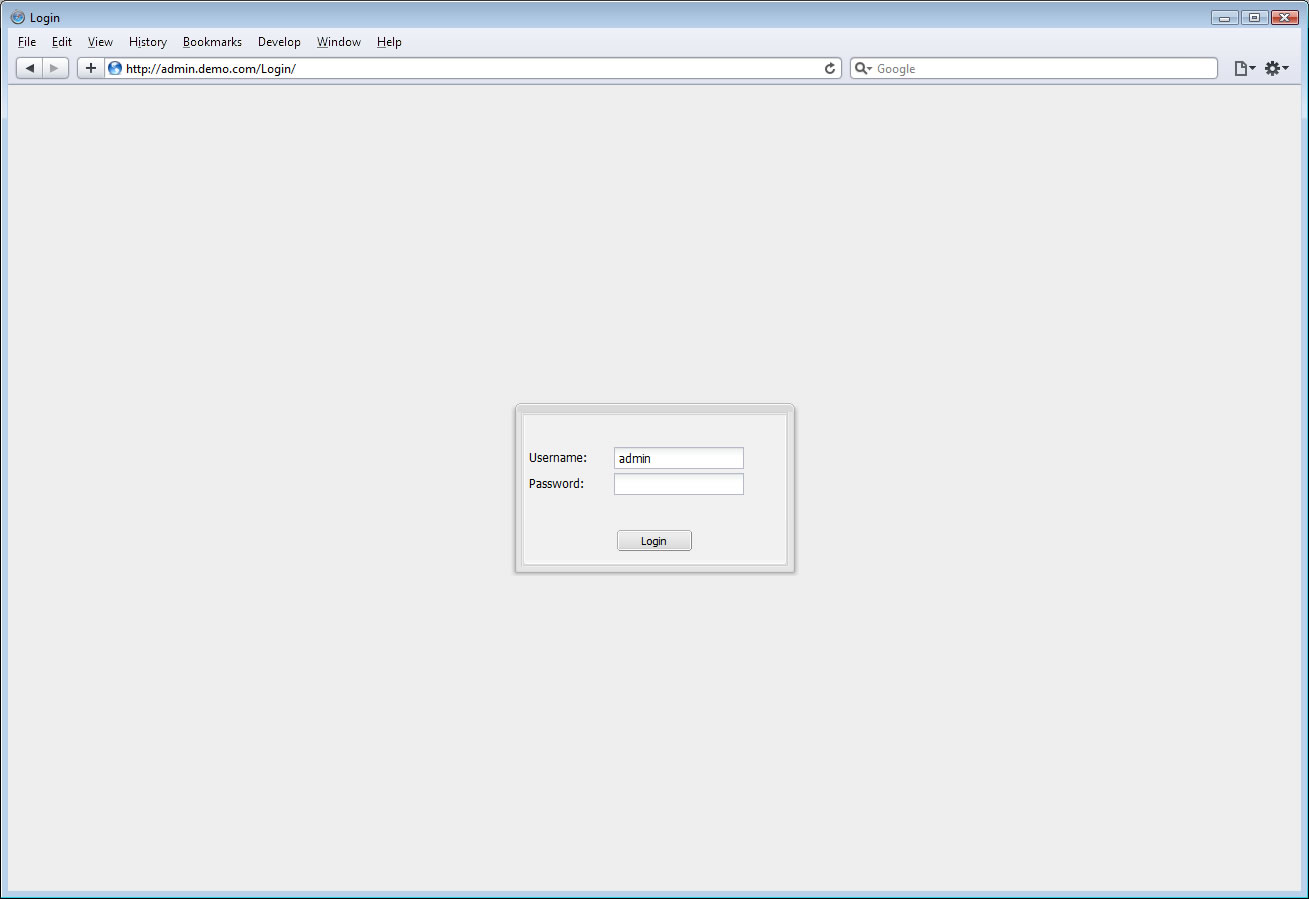 Login
File Edit View History Bookmarks Develop Window Help
http://admin.demo.com/Login/ Google
Username: admin
Password:
Login